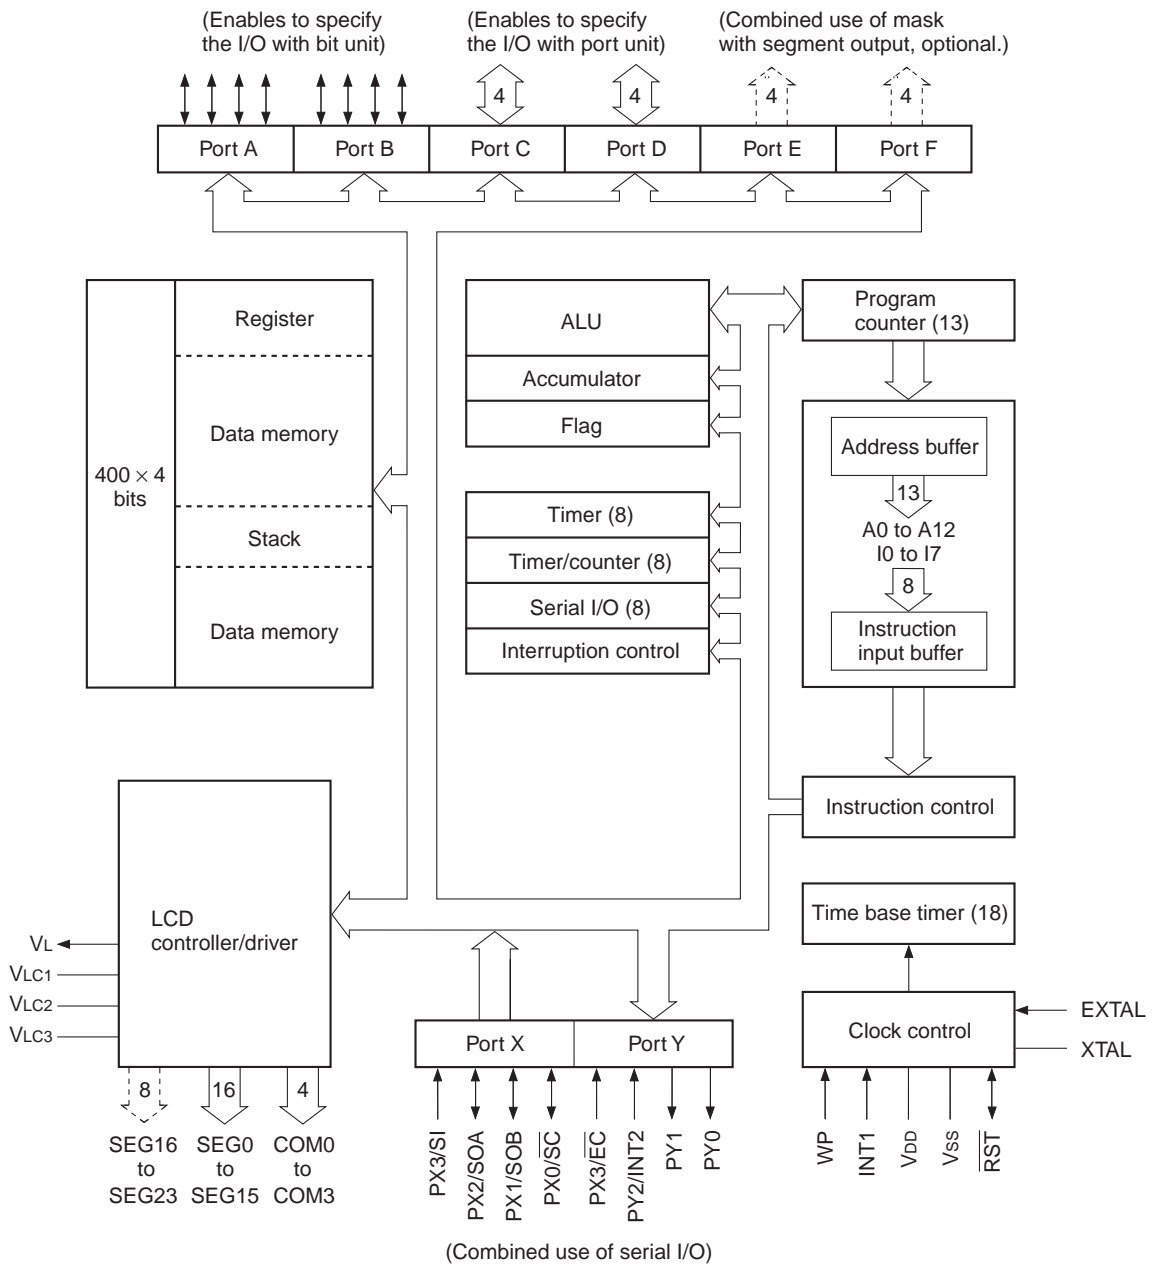 (Enables to specify
the I/O with bit unit)
(Enables to specify
the I/O with port unit)
(Combined use of mask
with segment output, optional.)
4
4
4
4
Port A
Port B
Port C
Port D
Port E
Port F
400 × 4
bits
Register
Data memory
Stack
Data memory
ALU
Accumulator
Flag
Timer (8)
Timer/counter (8)
Serial I/O (8)
Interruption control
Program
counter (13)
Address buffer
13
A0 to A12
I0 to I7
8
Instruction
input buffer
Instruction control
Time base timer (18)
LCD
controller/driver
VL
VLC1
VLC2
VLC3
8
16
4
SEG16
to
SEG23
SEG0
to
SEG15
COM0
to
COM3
Port X
Port Y
PX3/SI
PX2/SOA
PX1/SOB
PX0/SC
PX3/EC
PY2/INT2
PY1
PY0
(Combined use of serial I/O)
Clock control
EXTAL
XTAL
WP
INT1
VDD
VSS
RST